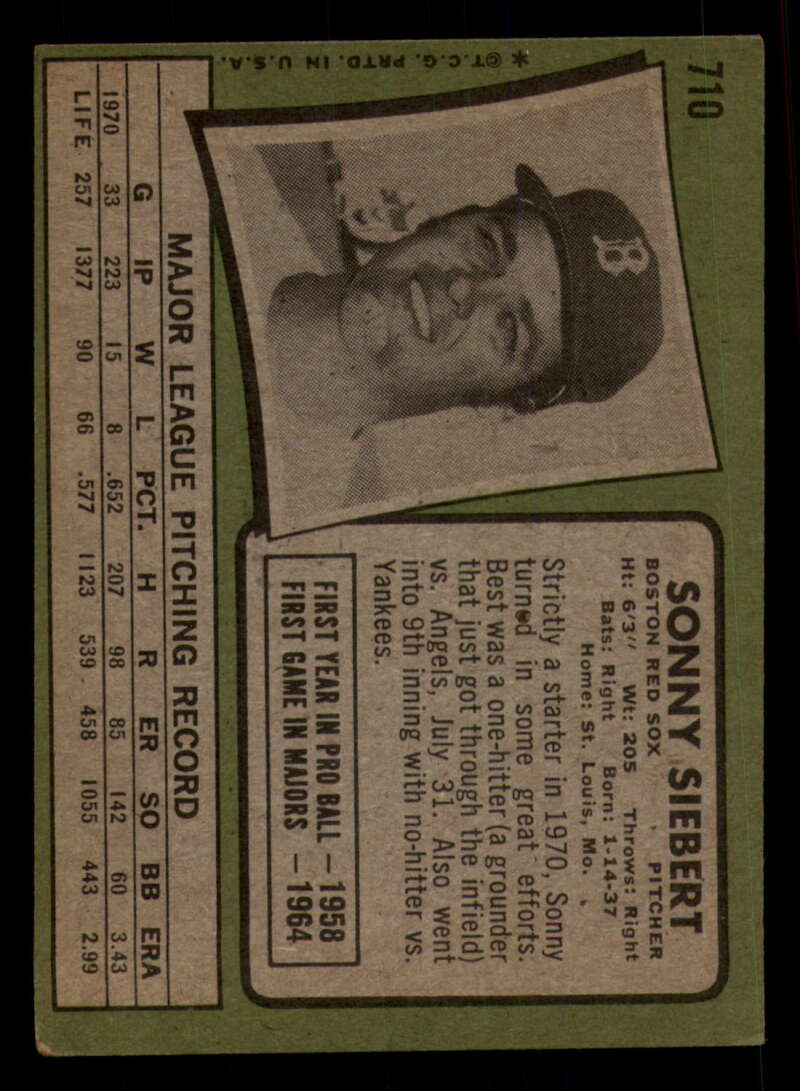 710
* ©T.C.G. PRTD. IN U.S.A.
B
SONNY SIEBERT
BOSTON RED SOX PITCHER
Ht: 6'3" Wt: 205 Throws: Right
Bats: Right Born: 1-14-37
Home: St. Louis, Mo.
Strictly a starter in 1970, Sonny
turned in some great efforts.
Best was a one-hitter (a grounder
that just got through the infield)
vs. Angels, July 31. Also went
into 9th inning with no-hitter vs.
Yankees.
FIRST YEAR IN PRO BALL — 1958
FIRST GAME IN MAJORS — 1964
MAJOR LEAGUE PITCHING RECORD
G IP W L PCT. H R ER SO BB ERA
1970 33 223 15 8 .652 207 98 85 142 60 3.43
LIFE 257 1377 90 66 .577 1123 539 458 1055 443 2.99